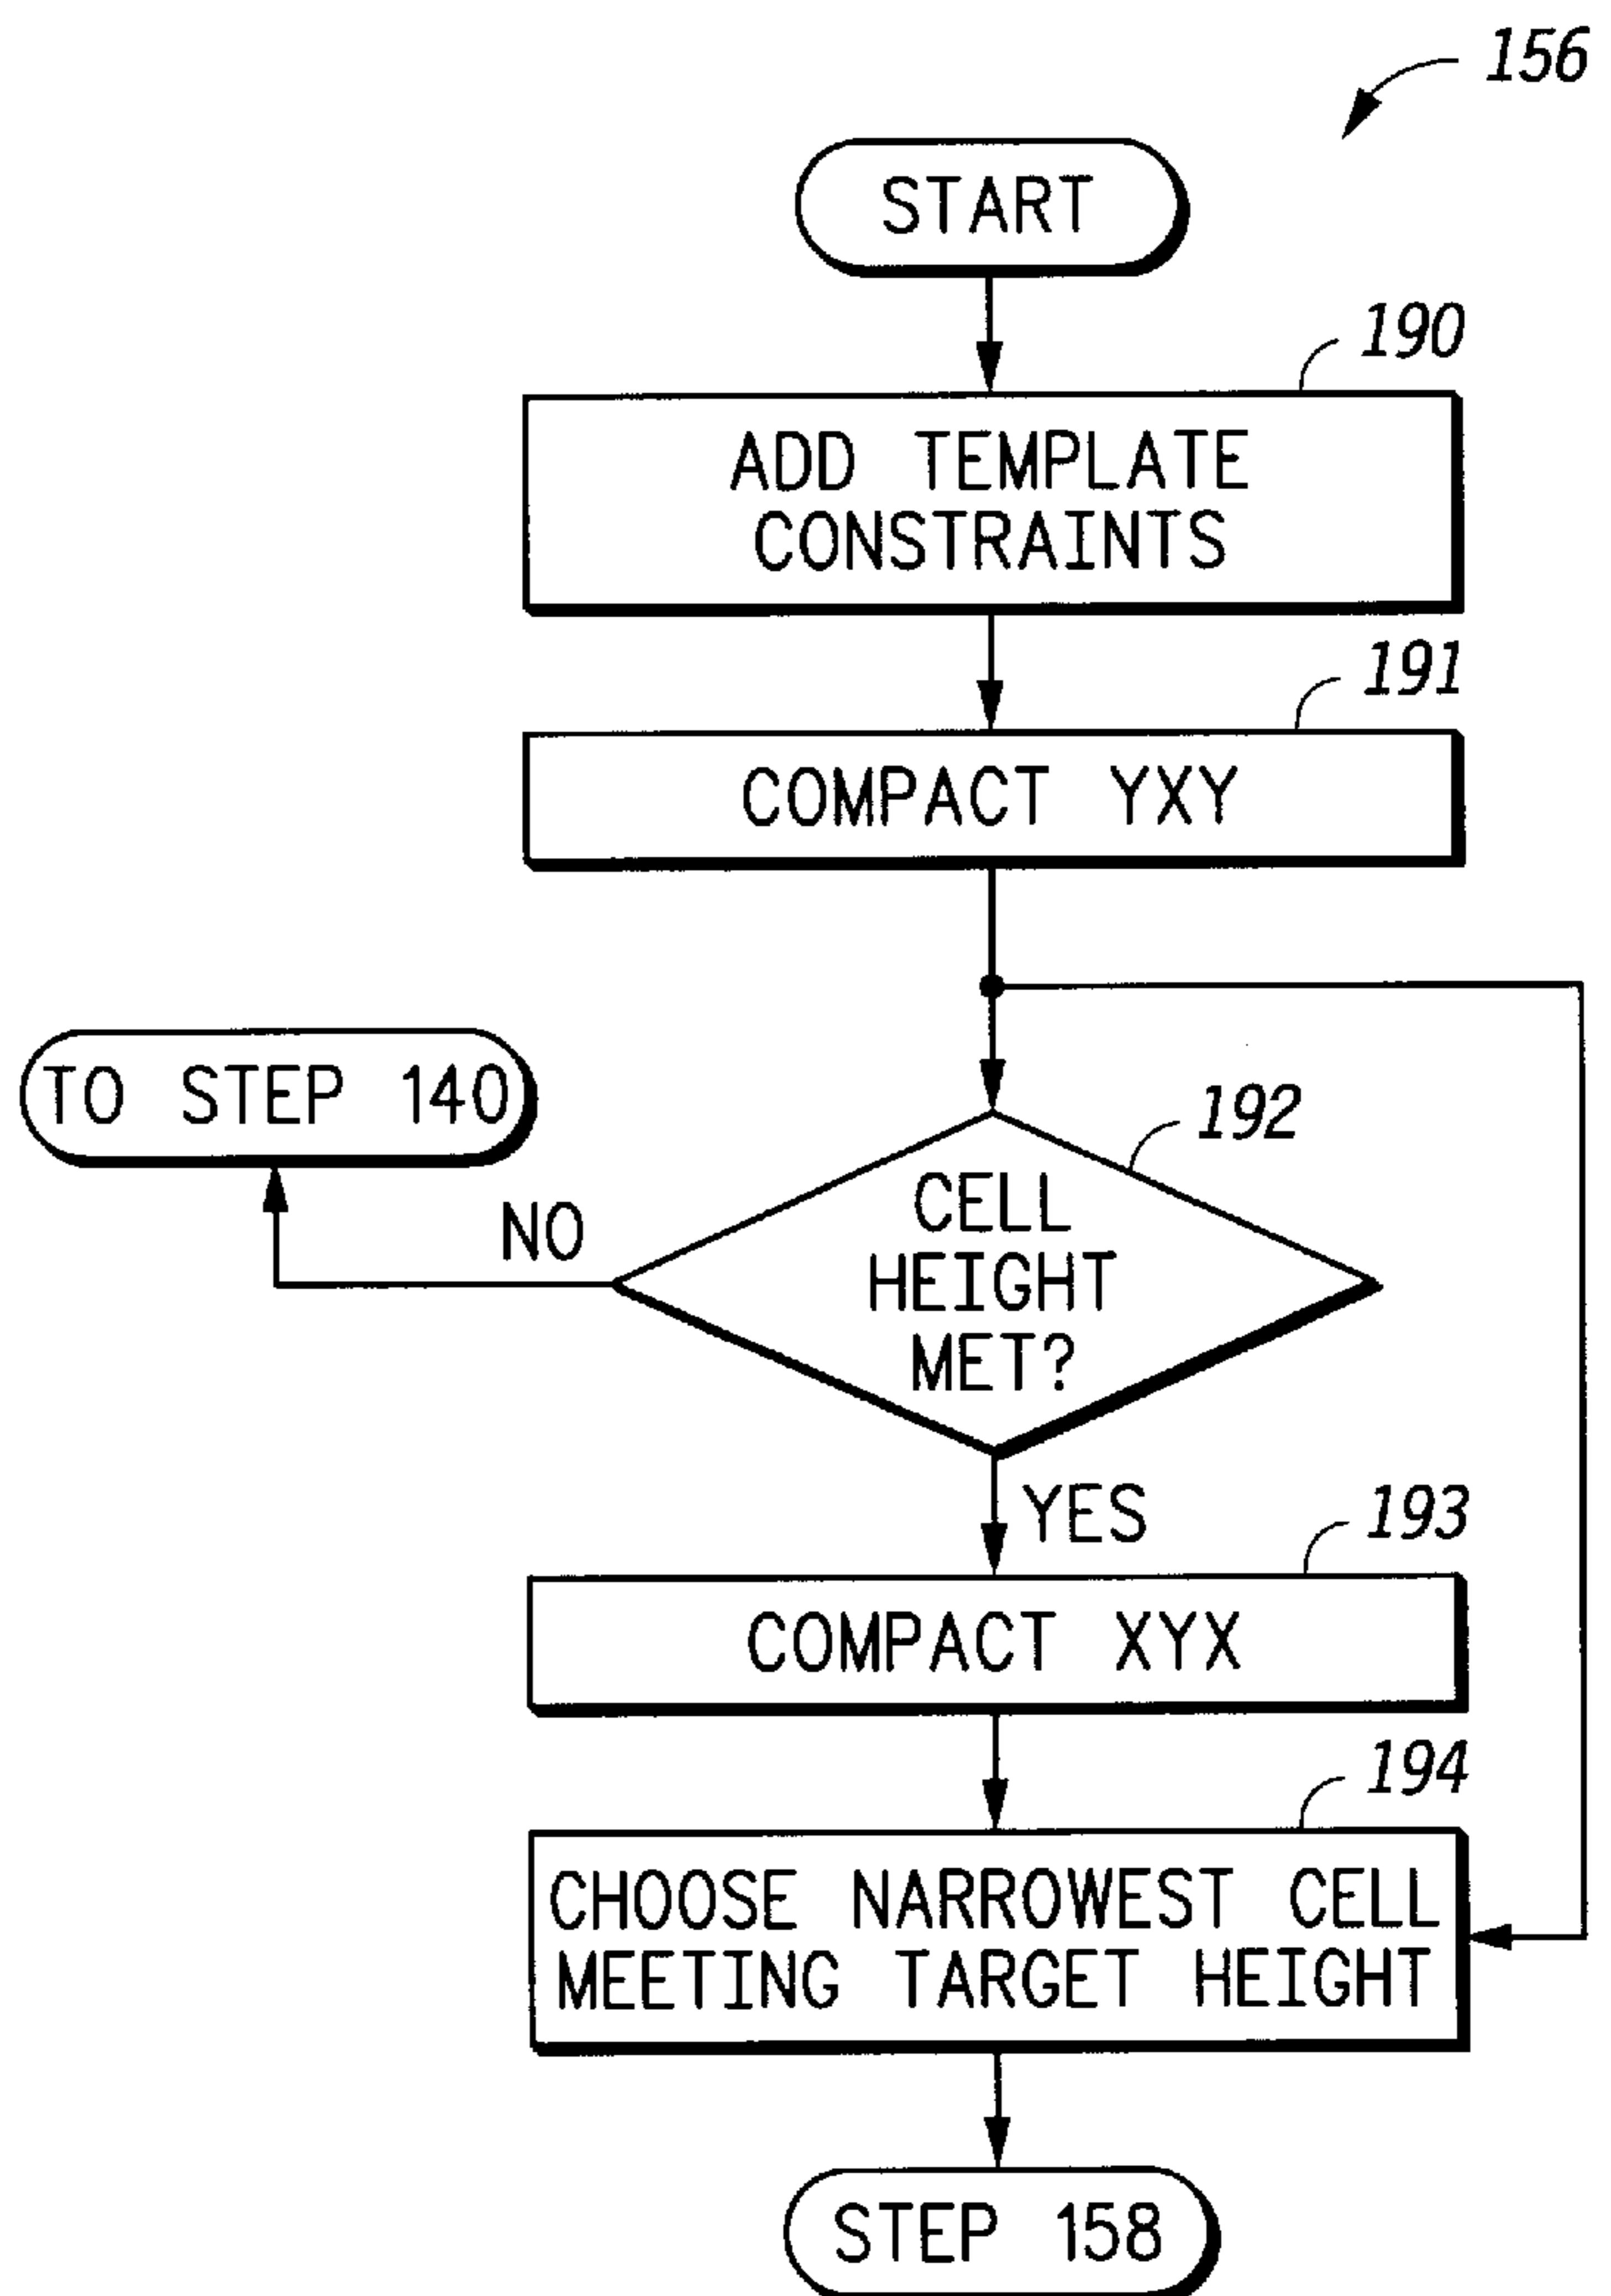 156
START
190
ADD TEMPLATE
CONSTRAINTS
191
COMPACT YXY
TO STEP 140
192
NO
CELL
HEIGHT
MET?
YES
193
COMPACT XYX
194
CHOOSE NARROWEST CELL
MEETING TARGET HEIGHT
STEP 158